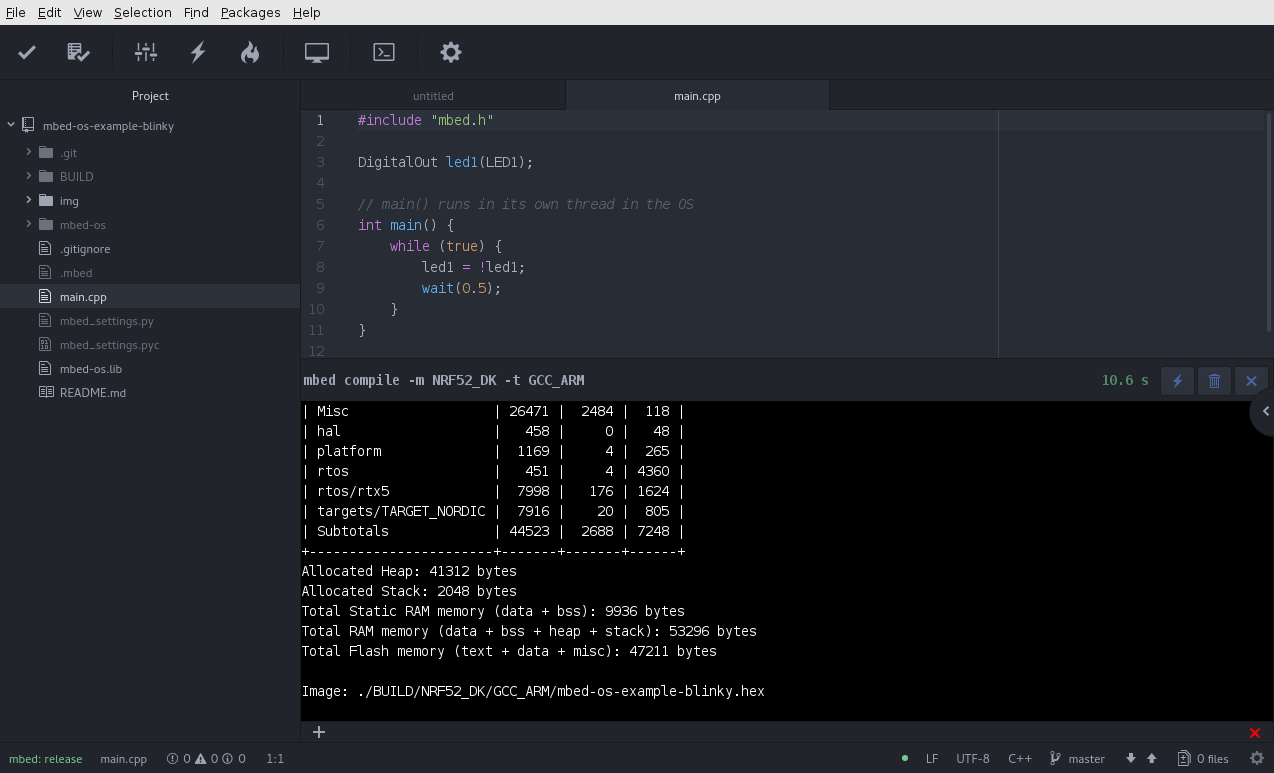 File Edit View Selection Find Packages Help
Project
untitled
main.cpp
mbed-os-example-blinky
.git
BUILD
img
mbed-os
.gitignore
.mbed
main.cpp
mbed_settings.py
mbed_settings.pyc
mbed-os.lib
README.md
1 #include "mbed.h"
2
3 DigitalOut led1(LED1);
4
5 // main() runs in its own thread in the OS
6 int main() {
7     while (true) {
8         led1 = !led1;
9         wait(0.5);
10     }
11 }
12
mbed compile -m NRF52_DK -t GCC_ARM 10.6 s
| Misc                  | 26471 |  2484 |  118 |
| hal                   |   458 |     0 |   48 |
| platform              |  1169 |     4 |  265 |
| rtos                  |   451 |     4 | 4360 |
| rtos/rtx5             |  7998 |   176 | 1624 |
| targets/TARGET_NORDIC |  7916 |    20 |  805 |
| Subtotals             | 44523 |  2688 | 7248 |
+-----------------------+-------+-------+------+
Allocated Heap: 41312 bytes
Allocated Stack: 2048 bytes
Total Static RAM memory (data + bss): 9936 bytes
Total RAM memory (data + bss + heap + stack): 53296 bytes
Total Flash memory (text + data + misc): 47211 bytes
Image: ./BUILD/NRF52_DK/GCC_ARM/mbed-os-example-blinky.hex
mbed: release main.cpp 0 0 0 1:1 LF UTF-8 C++ master 0 files